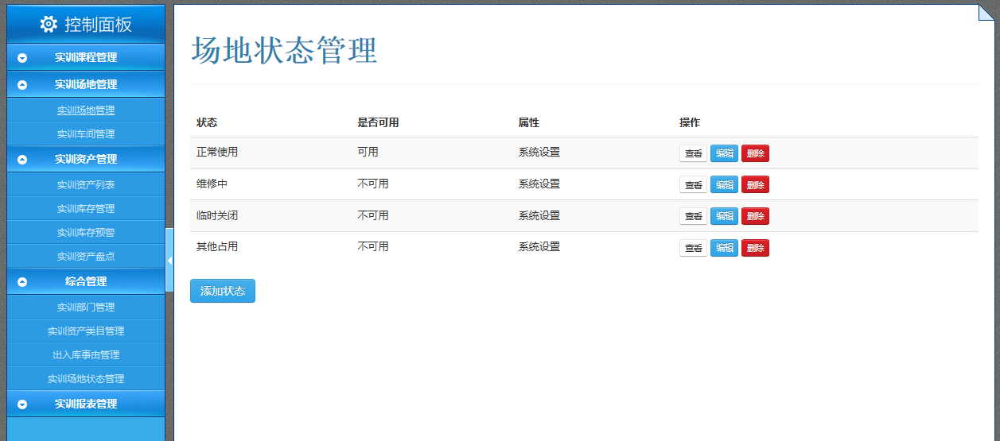 控制面板
实训课程管理
实训场地管理
实训场地管理
实训车间管理
实训资产管理
实训资产列表
实训库存管理
实训库存预警
实训资产盘点
综合管理
实训部门管理
实训资产类目管理
出入库事由管理
实训场地状态管理
实训报表管理
场地状态管理
状态 是否可用 属性 操作
正常使用 可用 系统设置 查看 编辑 删除
维修中 不可用 系统设置 查看 编辑 删除
临时关闭 不可用 系统设置 查看 编辑 删除
其他占用 不可用 系统设置 查看 编辑 删除
添加状态